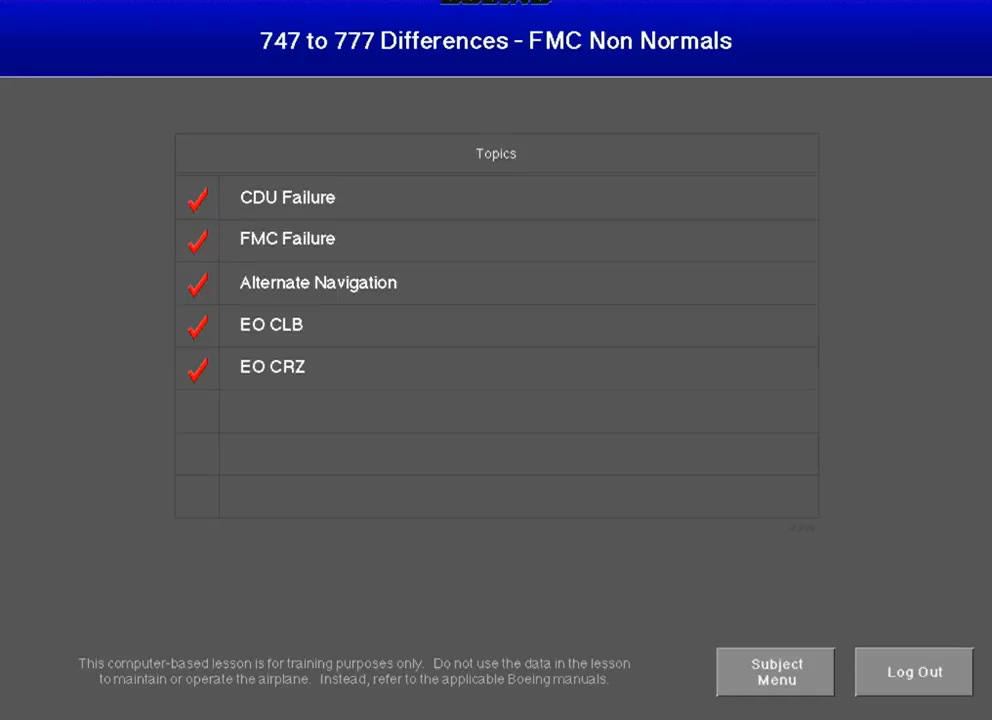 747 to 777 Differences - FMC Non Normals
Topics
CDU Failure
FMC Failure
Alternate Navigation
EO CLB
EO CRZ
This computer-based lesson is for training purposes only. Do not use the data in the lesson
to maintain or operate the airplane. Instead, refer to the applicable Boeing manuals.
Subject
Menu
Log Out